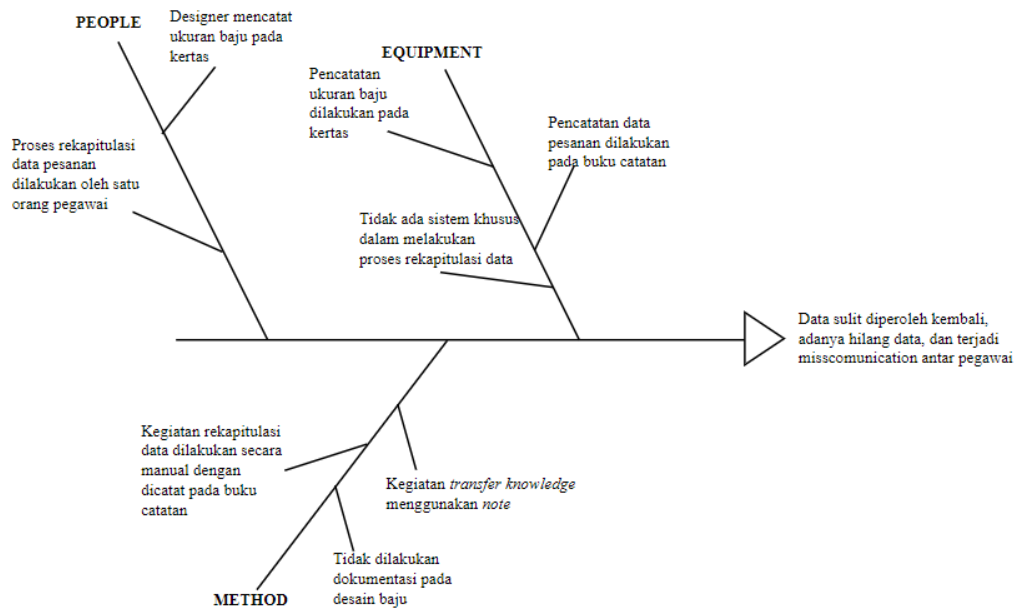 PEOPLE
Designer mencatat
ukuran baju pada
kertas
Proses rekapitulasi
data pesanan
dilakukan oleh satu
orang pegawai
EQUIPMENT
Pencatatan
ukuran baju
dilakukan pada
kertas
Pencatatan data
pesanan dilakukan
pada buku catatan
Tidak ada sistem khusus
dalam melakukan
proses rekapitulasi data
Data sulit diperoleh kembali,
adanya hilang data, dan terjadi
misscomunication antar pegawai
Kegiatan rekapitulasi
data dilakukan secara
manual dengan
dicatat pada buku
catatan
Kegiatan transfer knowledge
menggunakan note
Tidak dilakukan
dokumentasi pada
desain baju
METHOD